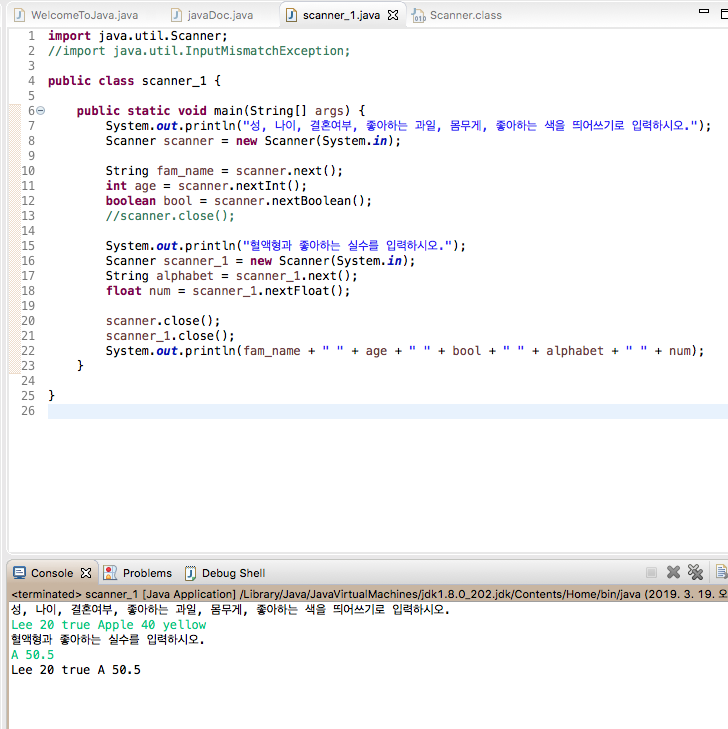 WelcomeToJava.java javaDoc.java scanner_1.java Scanner.class
1 import java.util.Scanner;
2 //import java.util.InputMismatchException;
3
4 public class scanner_1 {
5
6 public static void main(String[] args) {
7 System.out.println("성, 나이, 결혼여부, 좋아하는 과일, 몸무게, 좋아하는 색을 띄어쓰기로 입력하시오.");
8 Scanner scanner = new Scanner(System.in);
9
10 String fam_name = scanner.next();
11 int age = scanner.nextInt();
12 boolean bool = scanner.nextBoolean();
13 //scanner.close();
14
15 System.out.println("혈액형과 좋아하는 실수를 입력하시오.");
16 Scanner scanner_1 = new Scanner(System.in);
17 String alphabet = scanner_1.next();
18 float num = scanner_1.nextFloat();
19
20 scanner.close();
21 scanner_1.close();
22 System.out.println(fam_name + " " + age + " " + bool + " " + alphabet + " " + num);
23 }
24
25 }
26
Console Problems Debug Shell
<terminated> scanner_1 [Java Application] /Library/Java/JavaVirtualMachines/jdk1.8.0_202.jdk/Contents/Home/bin/java (2019. 3. 19. 오
성, 나이, 결혼여부, 좋아하는 과일, 몸무게, 좋아하는 색을 띄어쓰기로 입력하시오.
Lee 20 true Apple 40 yellow
혈액형과 좋아하는 실수를 입력하시오.
A 50.5
Lee 20 true A 50.5